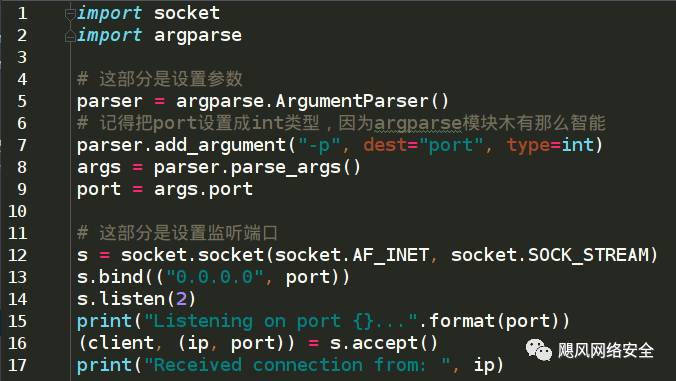 1 import socket
2 import argparse
3
4 # 这部分是设置参数
5 parser = argparse.ArgumentParser()
6 # 记得把port设置成int类型，因为argparse模块木有那么智能
7 parser.add_argument("-p", dest="port", type=int)
8 args = parser.parse_args()
9 port = args.port
10
11 # 这部分是设置监听端口
12 s = socket.socket(socket.AF_INET, socket.SOCK_STREAM)
13 s.bind(("0.0.0.0", port))
14 s.listen(2)
15 print("Listening on port {}...".format(port))
16 (client, (ip, port)) = s.accept()
17 print("Received connection from: ", ip)
飓风网络安全